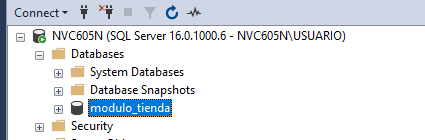 Connect
NVC605N (SQL Server 16.0.1000.6 - NVC605N\USUARIO)
Databases
System Databases
Database Snapshots
modulo_tienda
Security